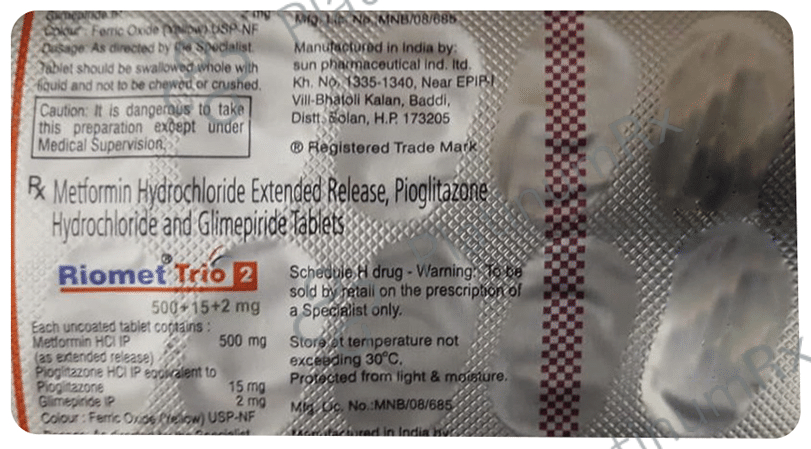 Glimepiride IP 2 mg
Colour : Ferric Oxide (Yellow) USP-NF
Dosage: As directed by the Specialist.
Tablet should be swallowed whole with
liquid and not to be chewed or crushed.
Caution: It is dangerous to take
this preparation except under
Medical Supervision.
Mfg. Lic. No.:MNB/08/685
Manufactured in India by:
sun pharmaceutical ind. ltd.
Kh. No. 1335-1340, Near EPIP-I
Vill-Bhatoli Kalan, Baddi,
Distt. Solan, H.P. 173205
® Registered Trade Mark
Rx Metformin Hydrochloride Extended Release, Pioglitazone
Hydrochloride and Glimepiride Tablets
Riomet® Trio 2
500+15+2 mg
Each uncoated tablet contains :
Metformin HCl IP 500 mg
(as extended release)
Pioglitazone HCl IP equivalent to
Pioglitazone 15 mg
Glimepiride IP 2 mg
Colour : Ferric Oxide (Yellow) USP-NF
Schedule H drug - Warning: To be
sold by retail on the prescription of
a Specialist only.
Store at temperature not
exceeding 30°C,
Protected from light & moisture.
Mfg. Lic. No.:MNB/08/685
Manufactured in India by: